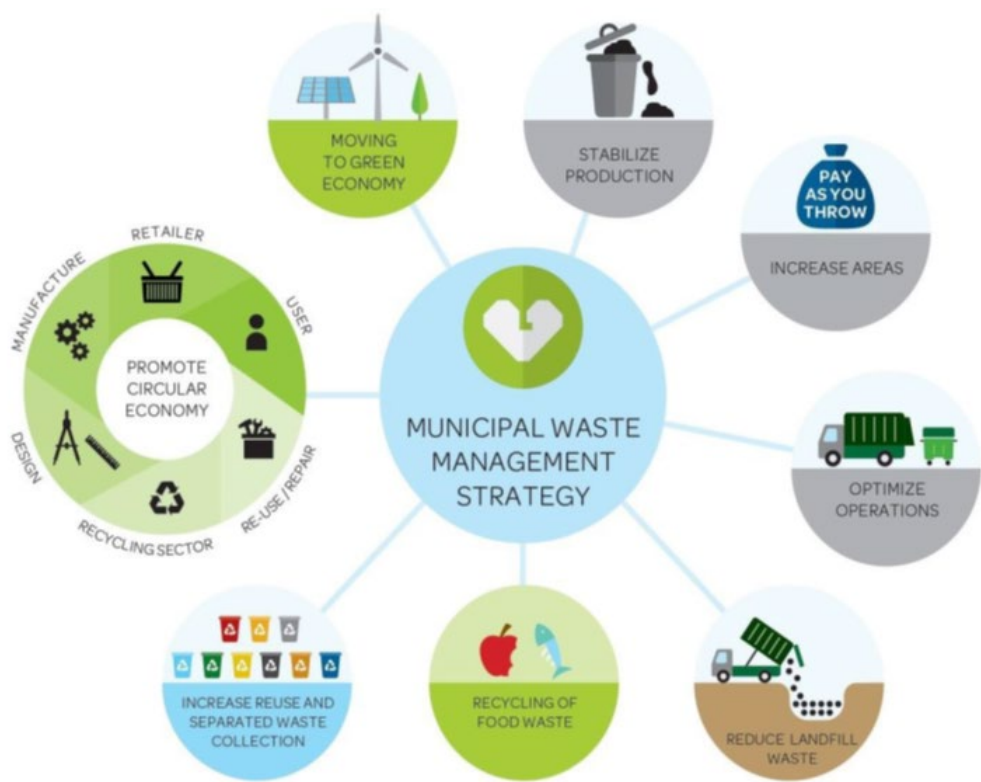 MOVING
TO GREEN
ECONOMY
STABILIZE
PRODUCTION
PAY
AS YOU
THROW
INCREASE AREAS
RETAILER
MANUFACTURE
USER
PROMOTE
CIRCULAR
ECONOMY
DESIGN
RE-USE / REPAIR
RECYCLING SECTOR
MUNICIPAL WASTE
MANAGEMENT
STRATEGY
OPTIMIZE
OPERATIONS
INCREASE REUSE AND
SEPARATED WASTE
COLLECTION
RECYCLING OF
FOOD WASTE
REDUCE LANDFILL
WASTE